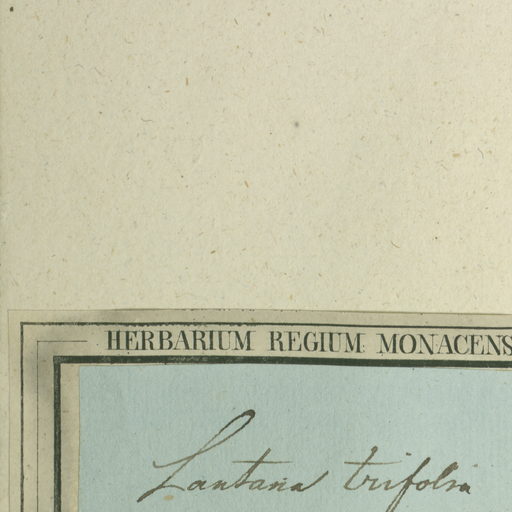 HERBARIUM REGIUM MONACENS
Lantana trifolia